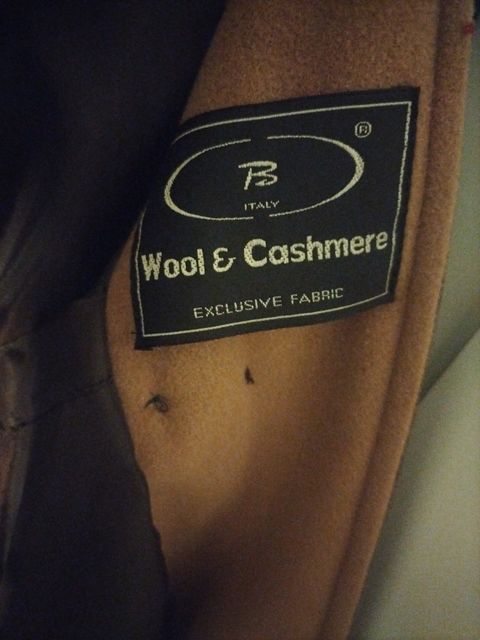 ®
B
ITALY
Wool & Cashmere
EXCLUSIVE FABRIC